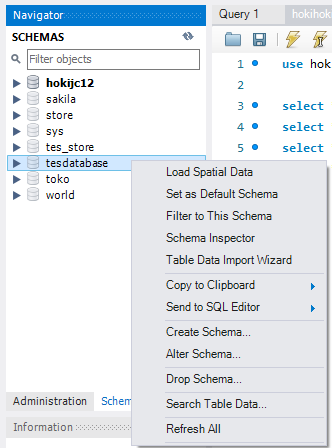 Navigator
SCHEMAS
Filter objects
hokijc12
sakila
store
sys
tes_store
tesdatabase
toko
world
Administration Schem
Information
Query 1 hokihok
1 use hok
2
3 select
4 select
5 select
Load Spatial Data
Set as Default Schema
Filter to This Schema
Schema Inspector
Table Data Import Wizard
Copy to Clipboard
Send to SQL Editor
Create Schema...
Alter Schema...
Drop Schema...
Search Table Data...
Refresh All